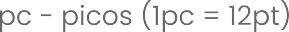 pc - picos (1pc = 12pt)